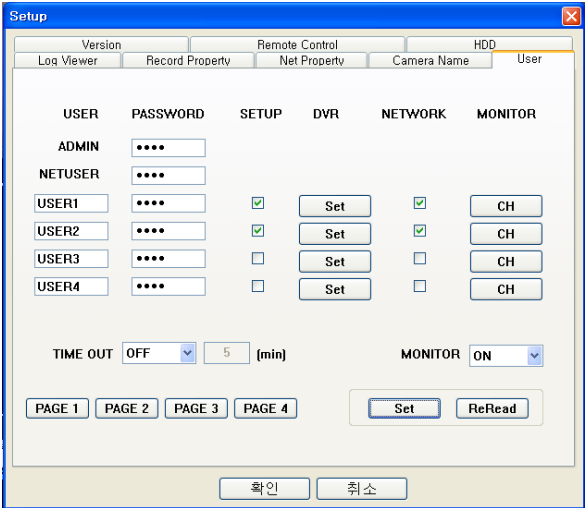 Setup
Version Remote Control HDD
Log Viewer Record Property Net Property Camera Name User
USER PASSWORD SETUP DVR NETWORK MONITOR
ADMIN ••••
NETUSER ••••
USER1 •••• Set CH
USER2 •••• Set CH
USER3 •••• Set CH
USER4 •••• Set CH
TIME OUT OFF 5 (min) MONITOR ON
PAGE 1 PAGE 2 PAGE 3 PAGE 4 Set ReRead
확인 취소